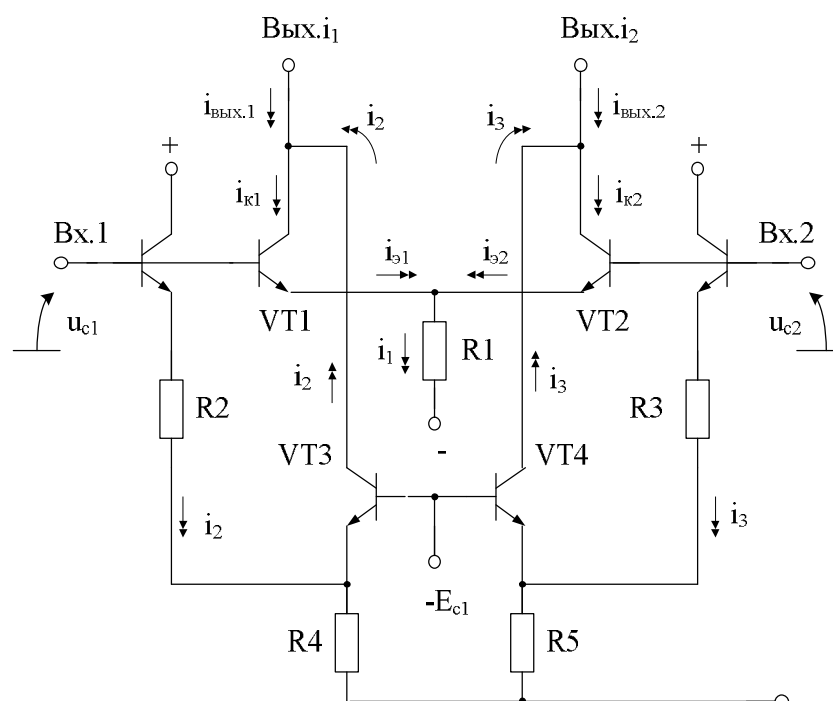 Вых.i1 Вых.i2
iвых.1 i2 i3 iвых.2
+ +
iк1 iк2
Вх.1 Вх.2
iэ1 iэ2
uc1 VT1 VT2 uc2
i1 R1
i2 i3
R2 R3
-
VT3 VT4
i2 i3
-Ec1
R4 R5